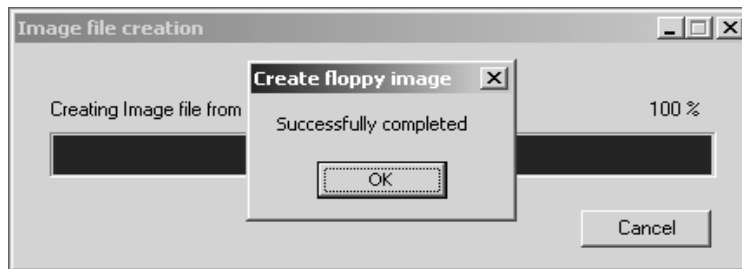 Image file creation
Create floppy image
Creating Image file from
100 %
Successfully completed
OK
Cancel